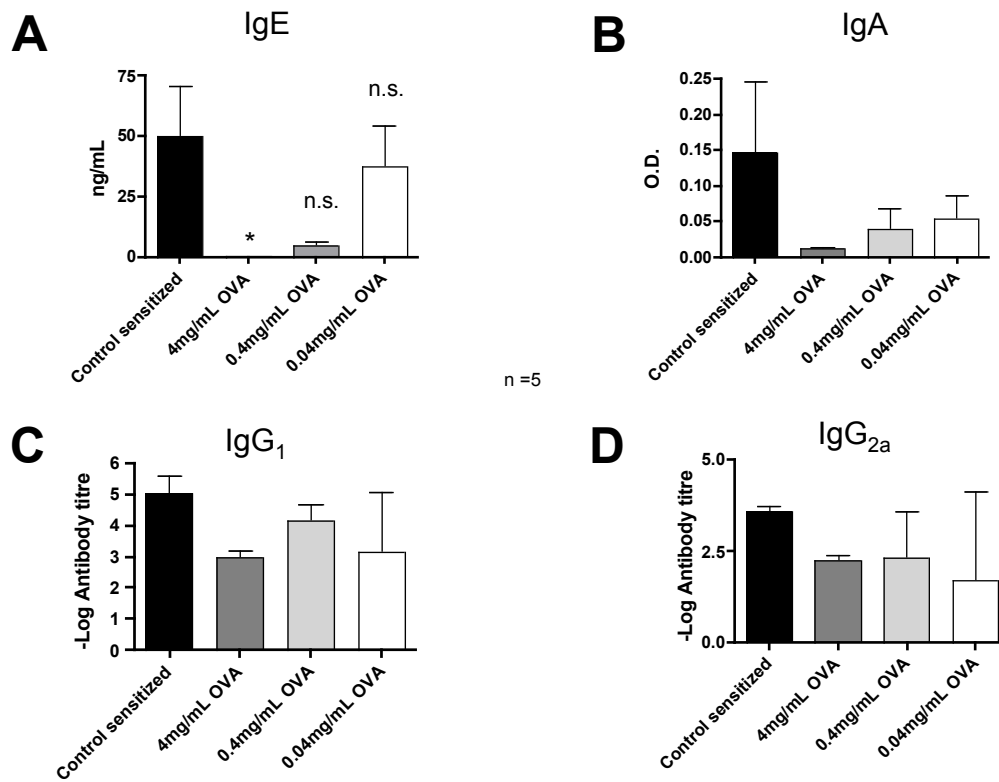 A
IgE
ng/mL
75
50
25
0
*
n.s.
n.s.
Control sensitized
4mg/mL OVA
0.4mg/mL OVA
0.04mg/mL OVA
B
IgA
O.D.
0.25
0.20
0.15
0.10
0.05
0.00
Control sensitized
4mg/mL OVA
0.4mg/mL OVA
0.04mg/mL OVA
n =5
C
IgG1
-Log Antibody titre
6
5
4
3
2
1
0
Control sensitized
4mg/mL OVA
0.4mg/mL OVA
0.04mg/mL OVA
D
IgG2a
-Log Antibody titre
5.0
2.5
0.0
Control sensitized
4mg/mL OVA
0.4mg/mL OVA
0.04mg/mL OVA